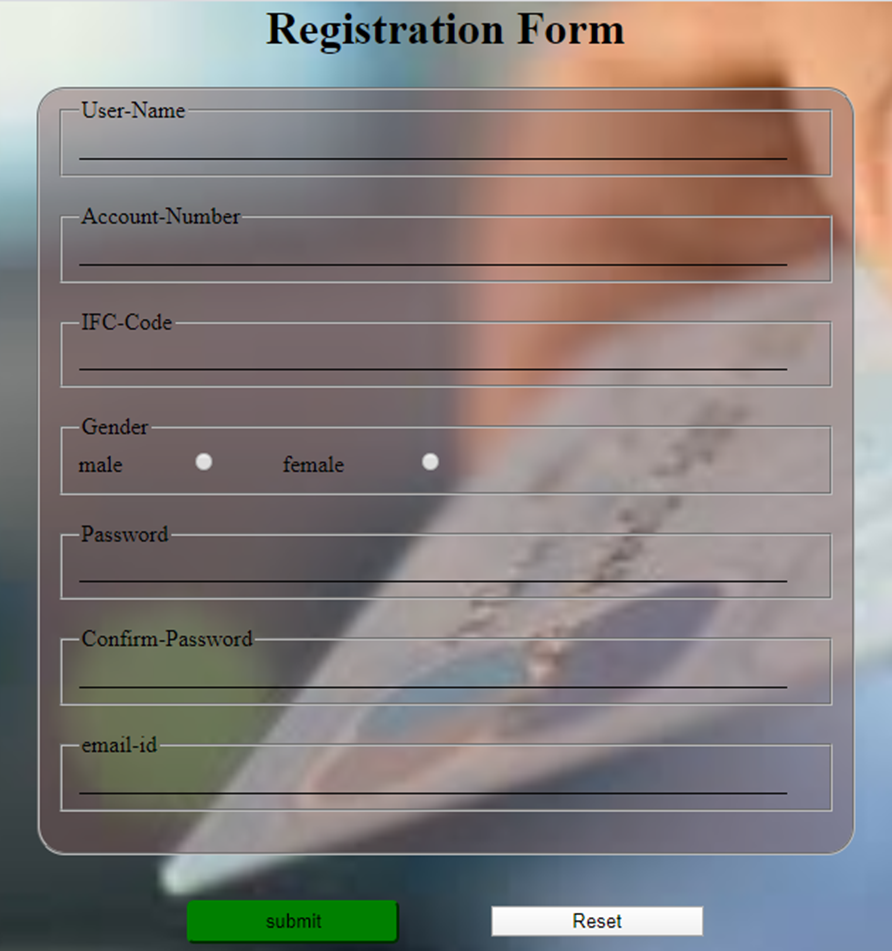 Registration Form
User-Name
Account-Number
IFC-Code
Gender
male female
Password
Confirm-Password
email-id
submit Reset